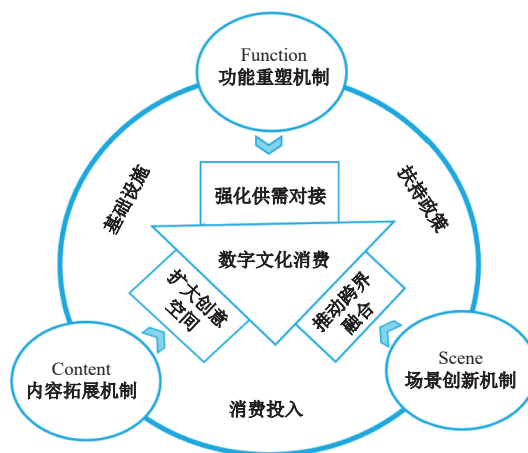 Function
功能重塑机制
基础设施
扶持政策
强化供需对接
数字文化消费
扩大创意
空间
推动跨界
融合
Content
内容拓展机制
Scene
场景创新机制
消费投入